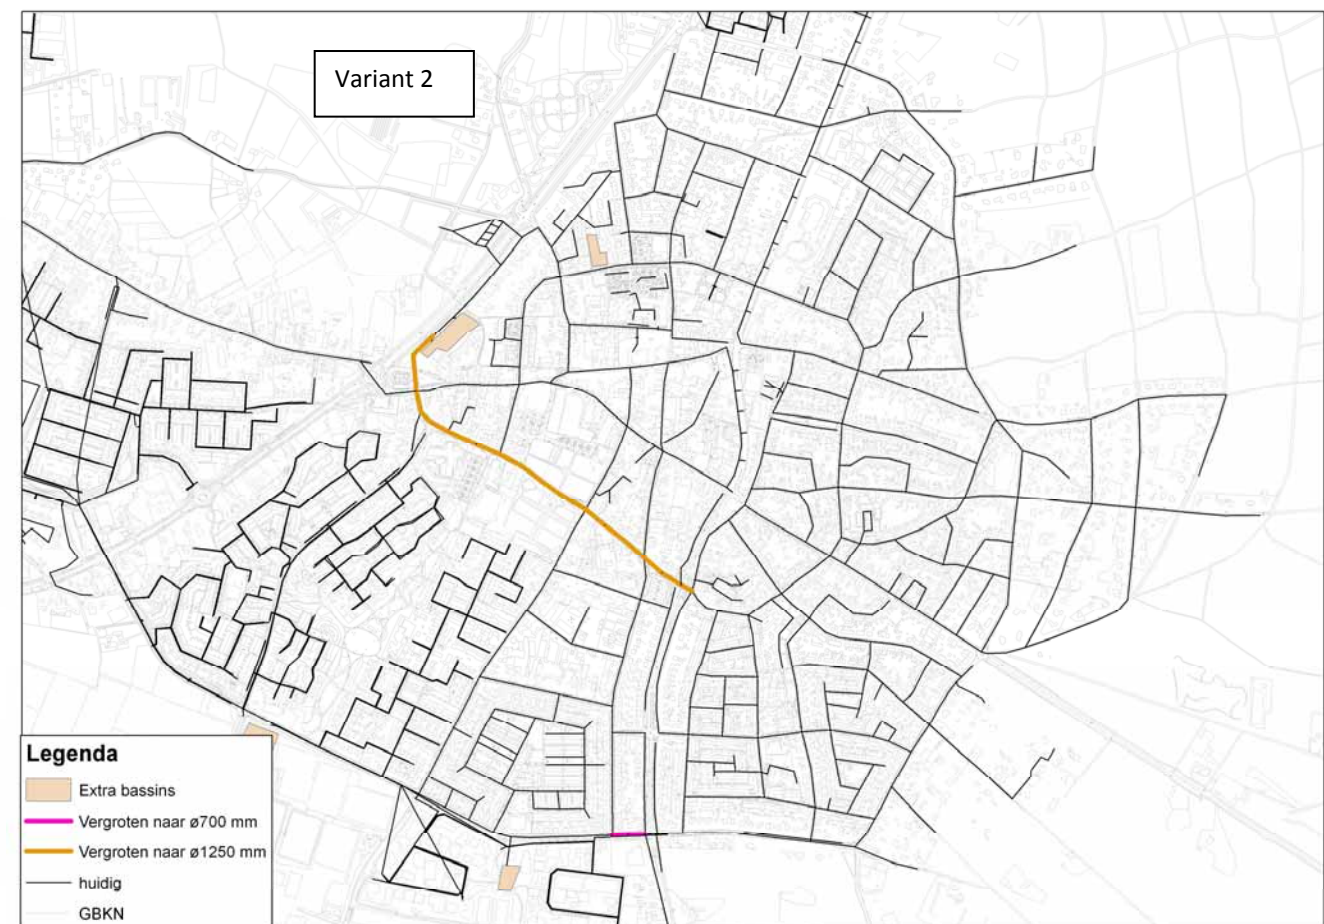 Variant 2
Legenda
Extra bassins
Vergroten naar ø700 mm
Vergroten naar ø1250 mm
huidig
GBKN